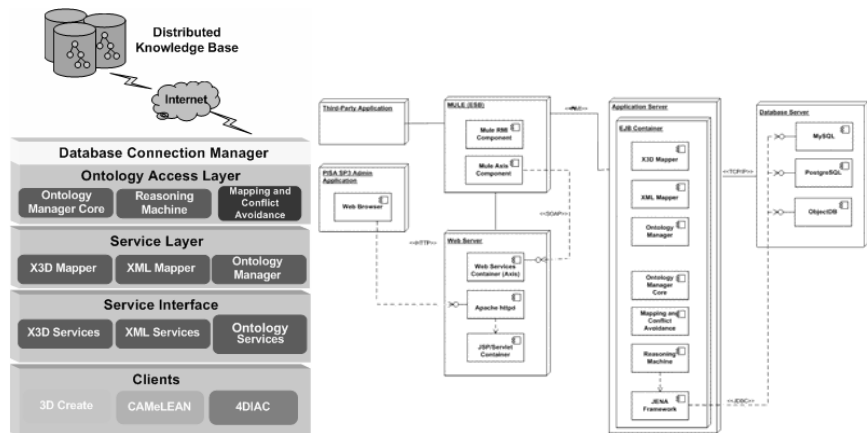 Distributed
Knowledge Base
Internet
Database Connection Manager
Ontology Access Layer
Ontology
Manager Core
Reasoning
Machine
Mapping and
Conflict
Avoidance
Service Layer
X3D Mapper
XML Mapper
Ontology
Manager
Service Interface
X3D Services
XML Services
Ontology
Services
Clients
3D Create
CAMeLEAN
4DIAC
Third-Party Application
PISA SP3 Admin
Application
Web Browser
<<HTTP>>
MULE (ESB)
Mule RMI
Component
Mule Axis
Component
<<SOAP>>
Web Server
Web Services
Container (Axis)
Apache httpd
JSP/Servlet
Container
<<RMI>>
Application Server
EJB Container
X3D Mapper
XML Mapper
Ontology
Manager
Ontology
Manager
Core
Mapping and
Conflict
Avoidance
Reasoning
Machine
JENA
Framework
<<TCP/IP>>
<<JDBC>>
Database Server
MySQL
PostgreSQL
ObjectDB